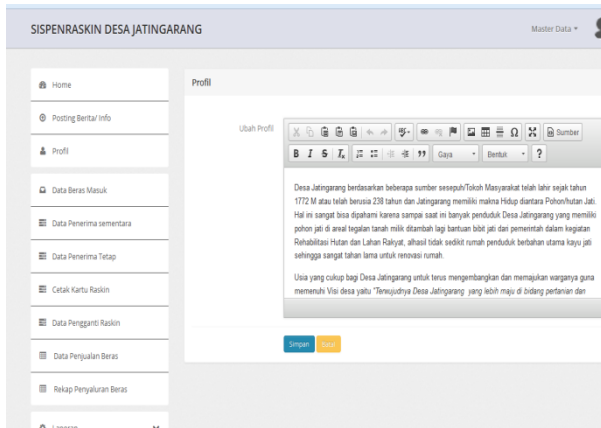 SISPENRASKIN DESA JATINGARANG
Master Data
Home
Posting Berita/ Info
Profil
Data Beras Masuk
Data Penerima sementara
Data Penerima Tetap
Cetak Kartu Raskin
Data Pengganti Raskin
Data Penjualan Beras
Rekap Penyaluran Beras
Laporan
Profil
Ubah Profil
Sumber
B I S Tx
Gaya
Bentuk
?
Desa Jatingarang berdasarkan beberapa sumber sesepuh/Tokoh Masyarakat telah lahir sejak tahun
1772 M atau telah berusia 238 tahun dan Jatingarang memiliki makna Hidup diantara Pohon/hutan Jati.
Hal ini sangat bisa dipahami karena sampai saat ini banyak penduduk Desa Jatingarang yang memiliki
pohon jati di areal tegalan tanah milik ditambah lagi bantuan bibit jati dan pemerintah dalam kegiatan
Rehabilitasi Hutan dan Lahan Rakyat, alhasil tidak sedikit rumah penduduk berbahan utama kayu jati
sehingga sangat tahan lama untuk renovasi rumah.
Usia yang cukup bagi Desa Jatingarang untuk terus mengembangkan dan memajukan warganya guna
memenuhi Visi desa yaitu "Terwujudnya Desa Jatingarang yang lebih maju di bidang pertanian dan
Simpan
Batal